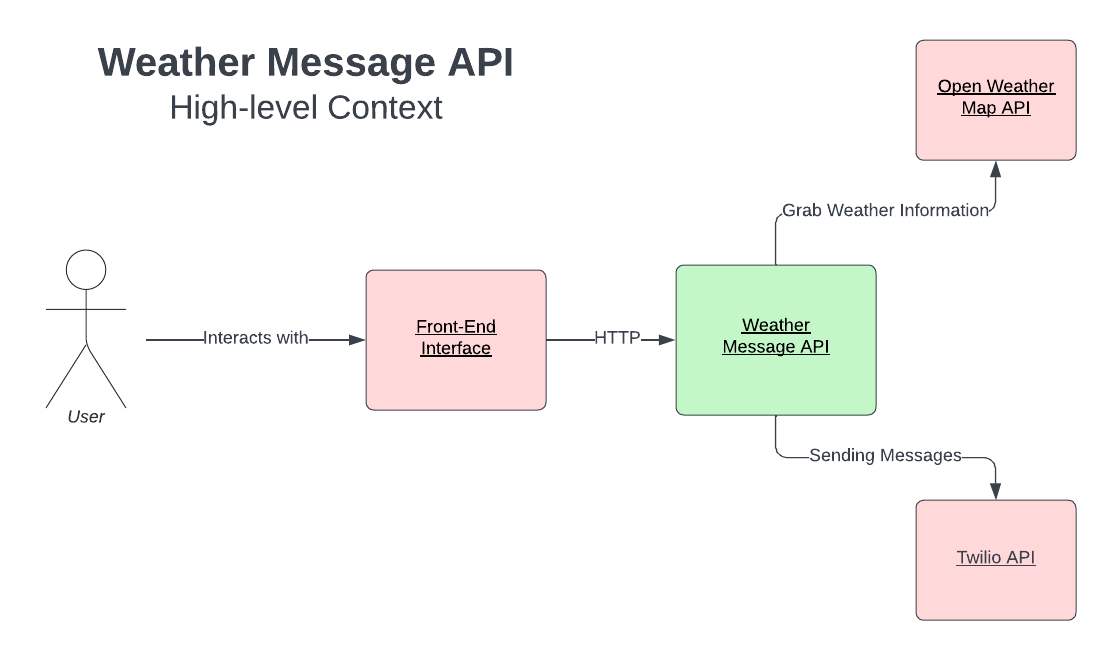 Weather Message API
High-level Context
Open Weather
Map API
Grab Weather Information
Interacts with
Front-End
Interface
HTTP
Weather
Message API
User
Sending Messages
Twilio API